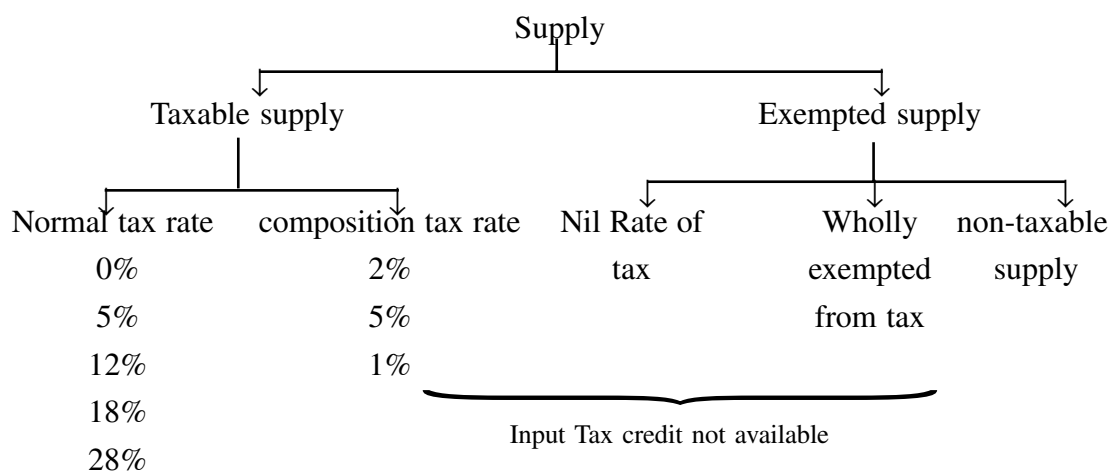 Supply
Taxable supply
Exempted supply
Normal tax rate
composition tax rate
Nil Rate of
Wholly
non-taxable
0%
2%
tax
exempted
supply
5%
5%
from tax
12%
1%
18%
Input Tax credit not available
28%